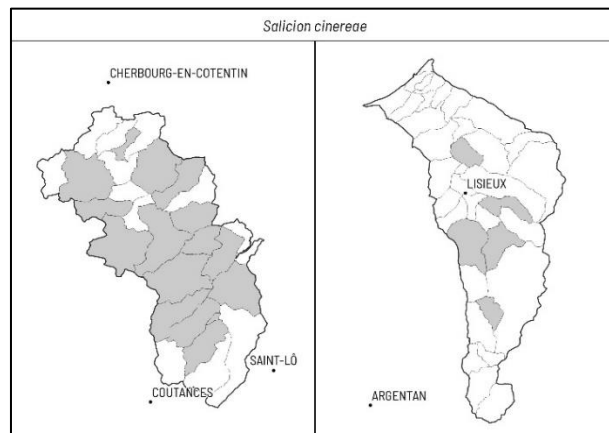 Salicion cinereae
CHERBOURG-EN-COTENTIN
LISIEUX
SAINT-LÔ
COUTANCES
ARGENTAN